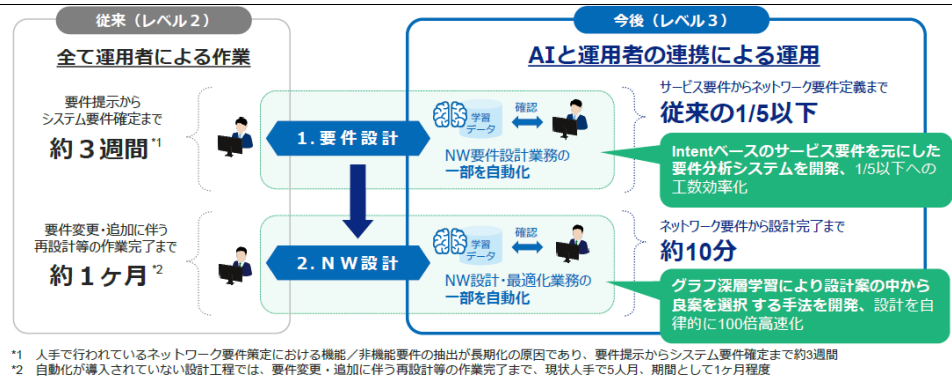 従来（レベル２）
全て運用者による作業
要件提示から
システム要件確定まで
約３週間*1
要件変更・追加に伴う
再設計等の作業完了まで
約１ヶ月*2
今後（レベル３）
AIと運用者の連携による運用
1.要件設計
学習
データ
確認
NW要件設計業務の
一部を自動化
サービス要件からネットワーク要件定義まで
従来の1/5以下
Intentベースのサービス要件を元にした
要件分析システムを開発、1/5以下への
工数効率化
2.ＮＷ設計
学習
データ
確認
NW設計・最適化業務の
一部を自動化
ネットワーク要件から設計完了まで
約10分
グラフ深層学習により設計案の中から
良案を選択 する手法を開発、設計を自
律的に100倍高速化
*1 人手で行われているネットワーク要件策定における機能／非機能要件の抽出が長期化の原因であり、要件提示からシステム要件確定まで約3週間
*2 自動化が導入されていない設計工程では、要件変更・追加に伴う再設計等の作業完了まで、現状人手で5人月、期間として1ヶ月程度